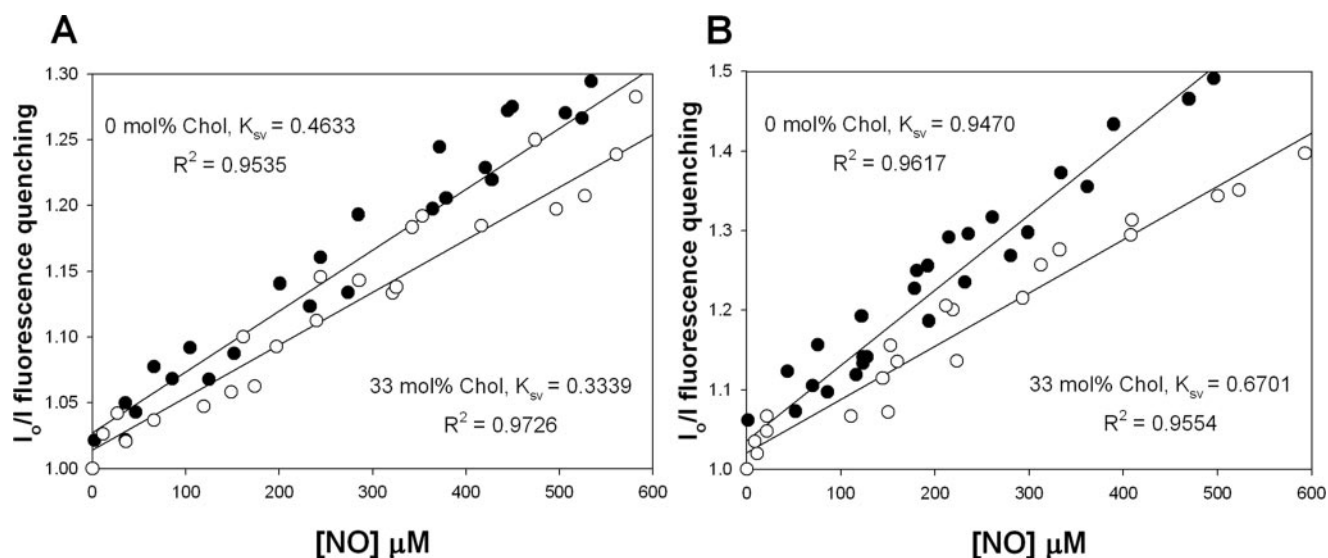 A
I₀/I fluorescence quenching
1.30
1.25
1.20
1.15
1.10
1.05
1.00
0 mol% Chol, Kₛᵥ = 0.4633
R² = 0.9535
33 mol% Chol, Kₛᵥ = 0.3339
R² = 0.9726
0 100 200 300 400 500 600
[NO] µM
B
I₀/I fluorescence quenching
1.5
1.4
1.3
1.2
1.1
1.0
0 mol% Chol, Kₛᵥ = 0.9470
R² = 0.9617
33 mol% Chol, Kₛᵥ = 0.6701
R² = 0.9554
0 100 200 300 400 500 600
[NO] µM